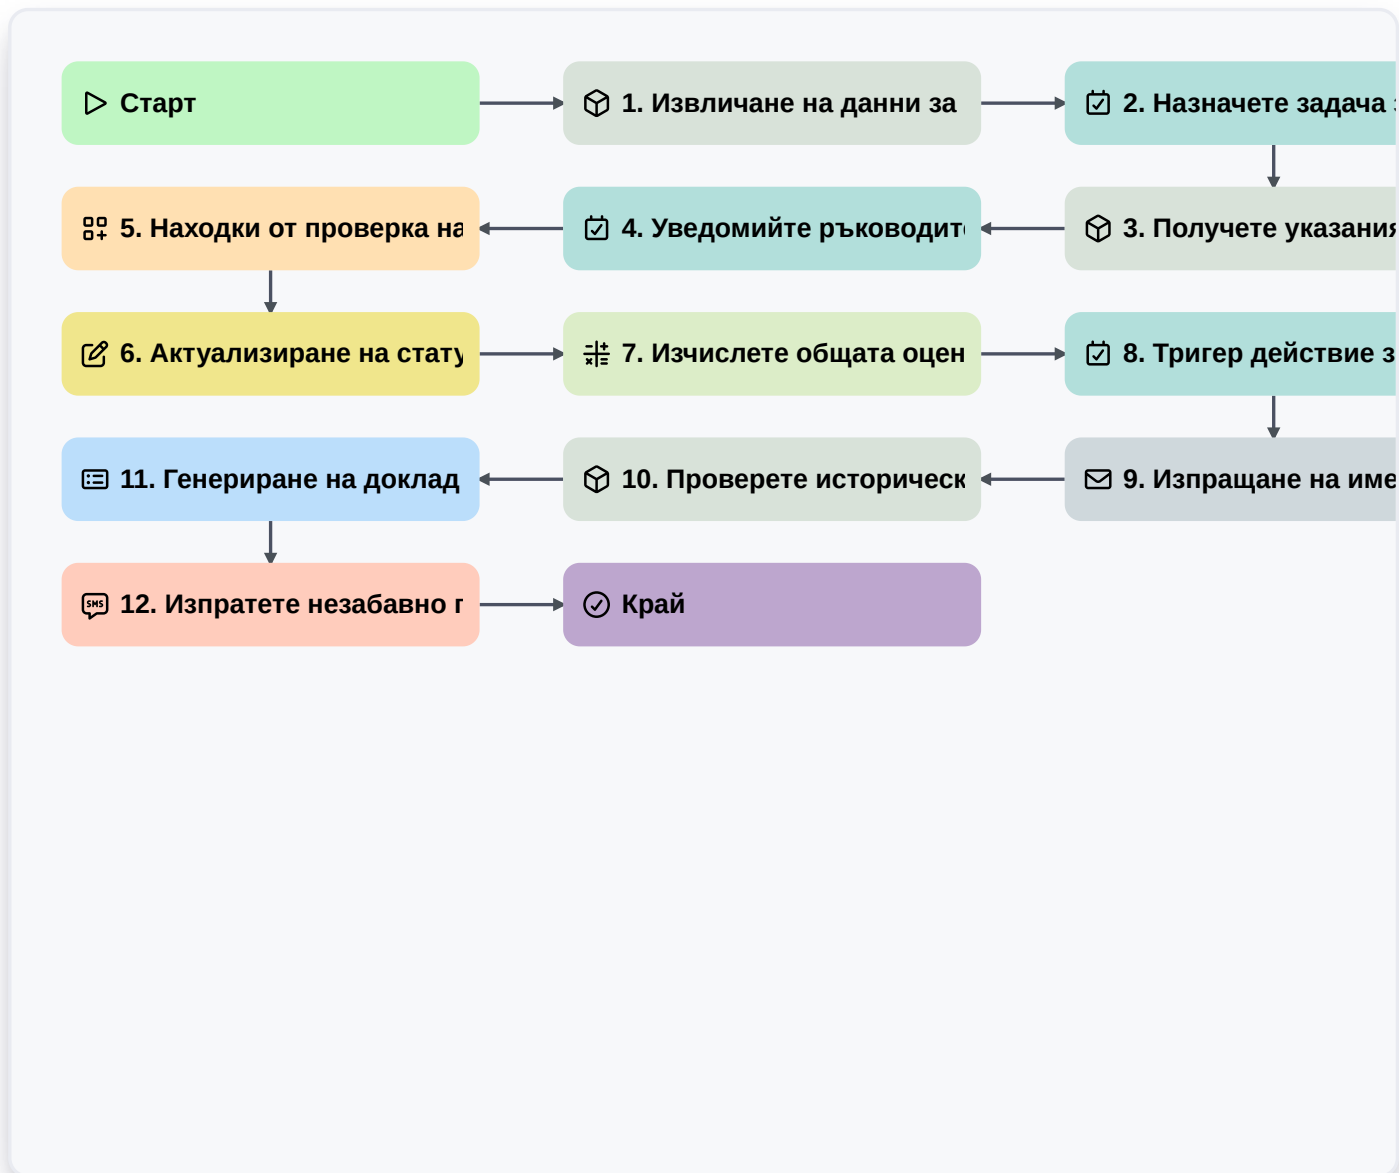 Старт
1. Извличане на данни за
2. Назначете задача
5. Находки от проверка на
4. Уведомийте ръководит
3. Получете указания
6. Актуализиране на стату
7. Изчислете общата оцен
8. Тригер действие з
11. Генериране на доклад
10. Проверете историческ
9. Изпращане на име
12. Изпратете незабавно
SMS
Край